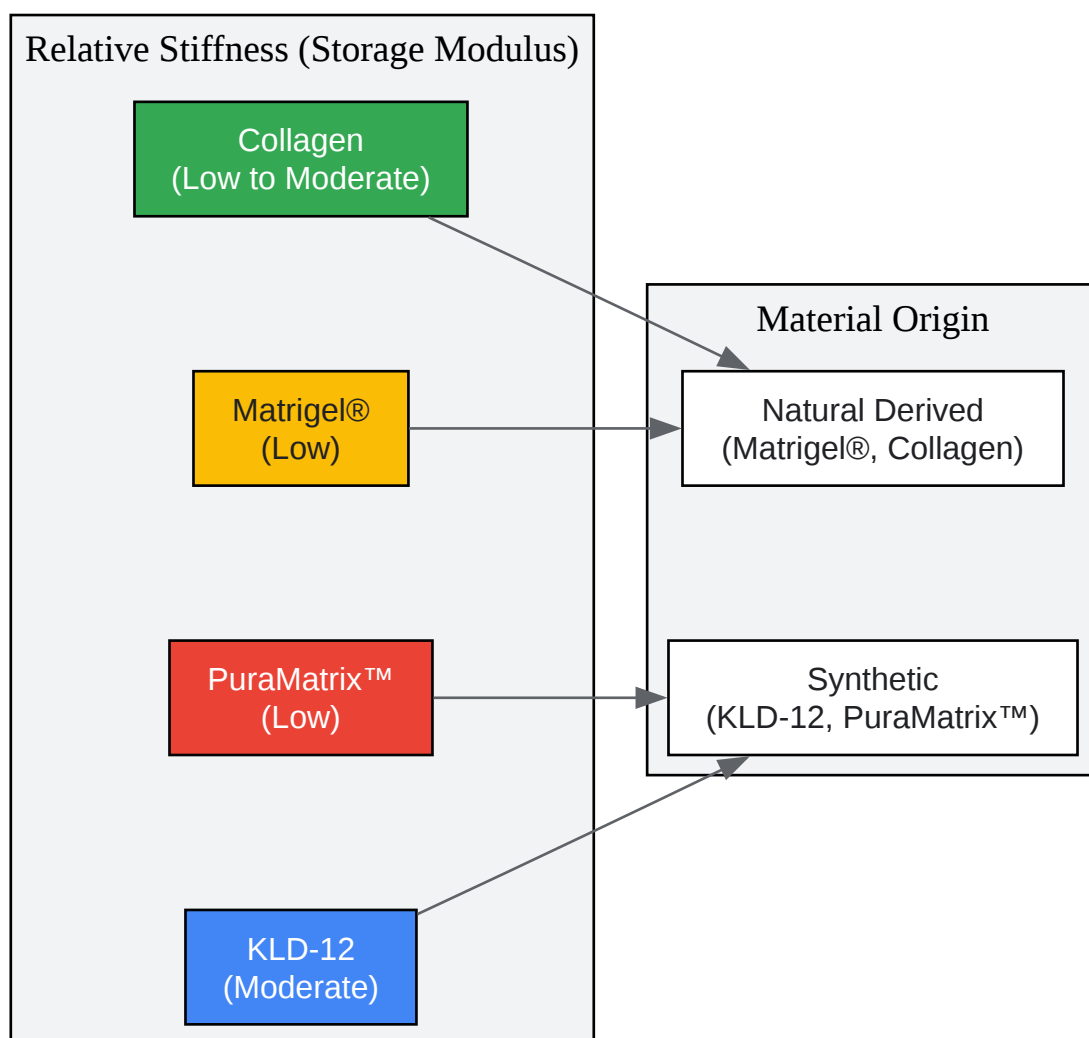 Relative Stiffness (Storage Modulus)
Collagen
(Low to Moderate)
Matrigel®
(Low)
PuraMatrix™
(Low)
KLD-12
(Moderate)
Material Origin
Natural Derived
(Matrigel®, Collagen)
Synthetic
(KLD-12, PuraMatrix™)